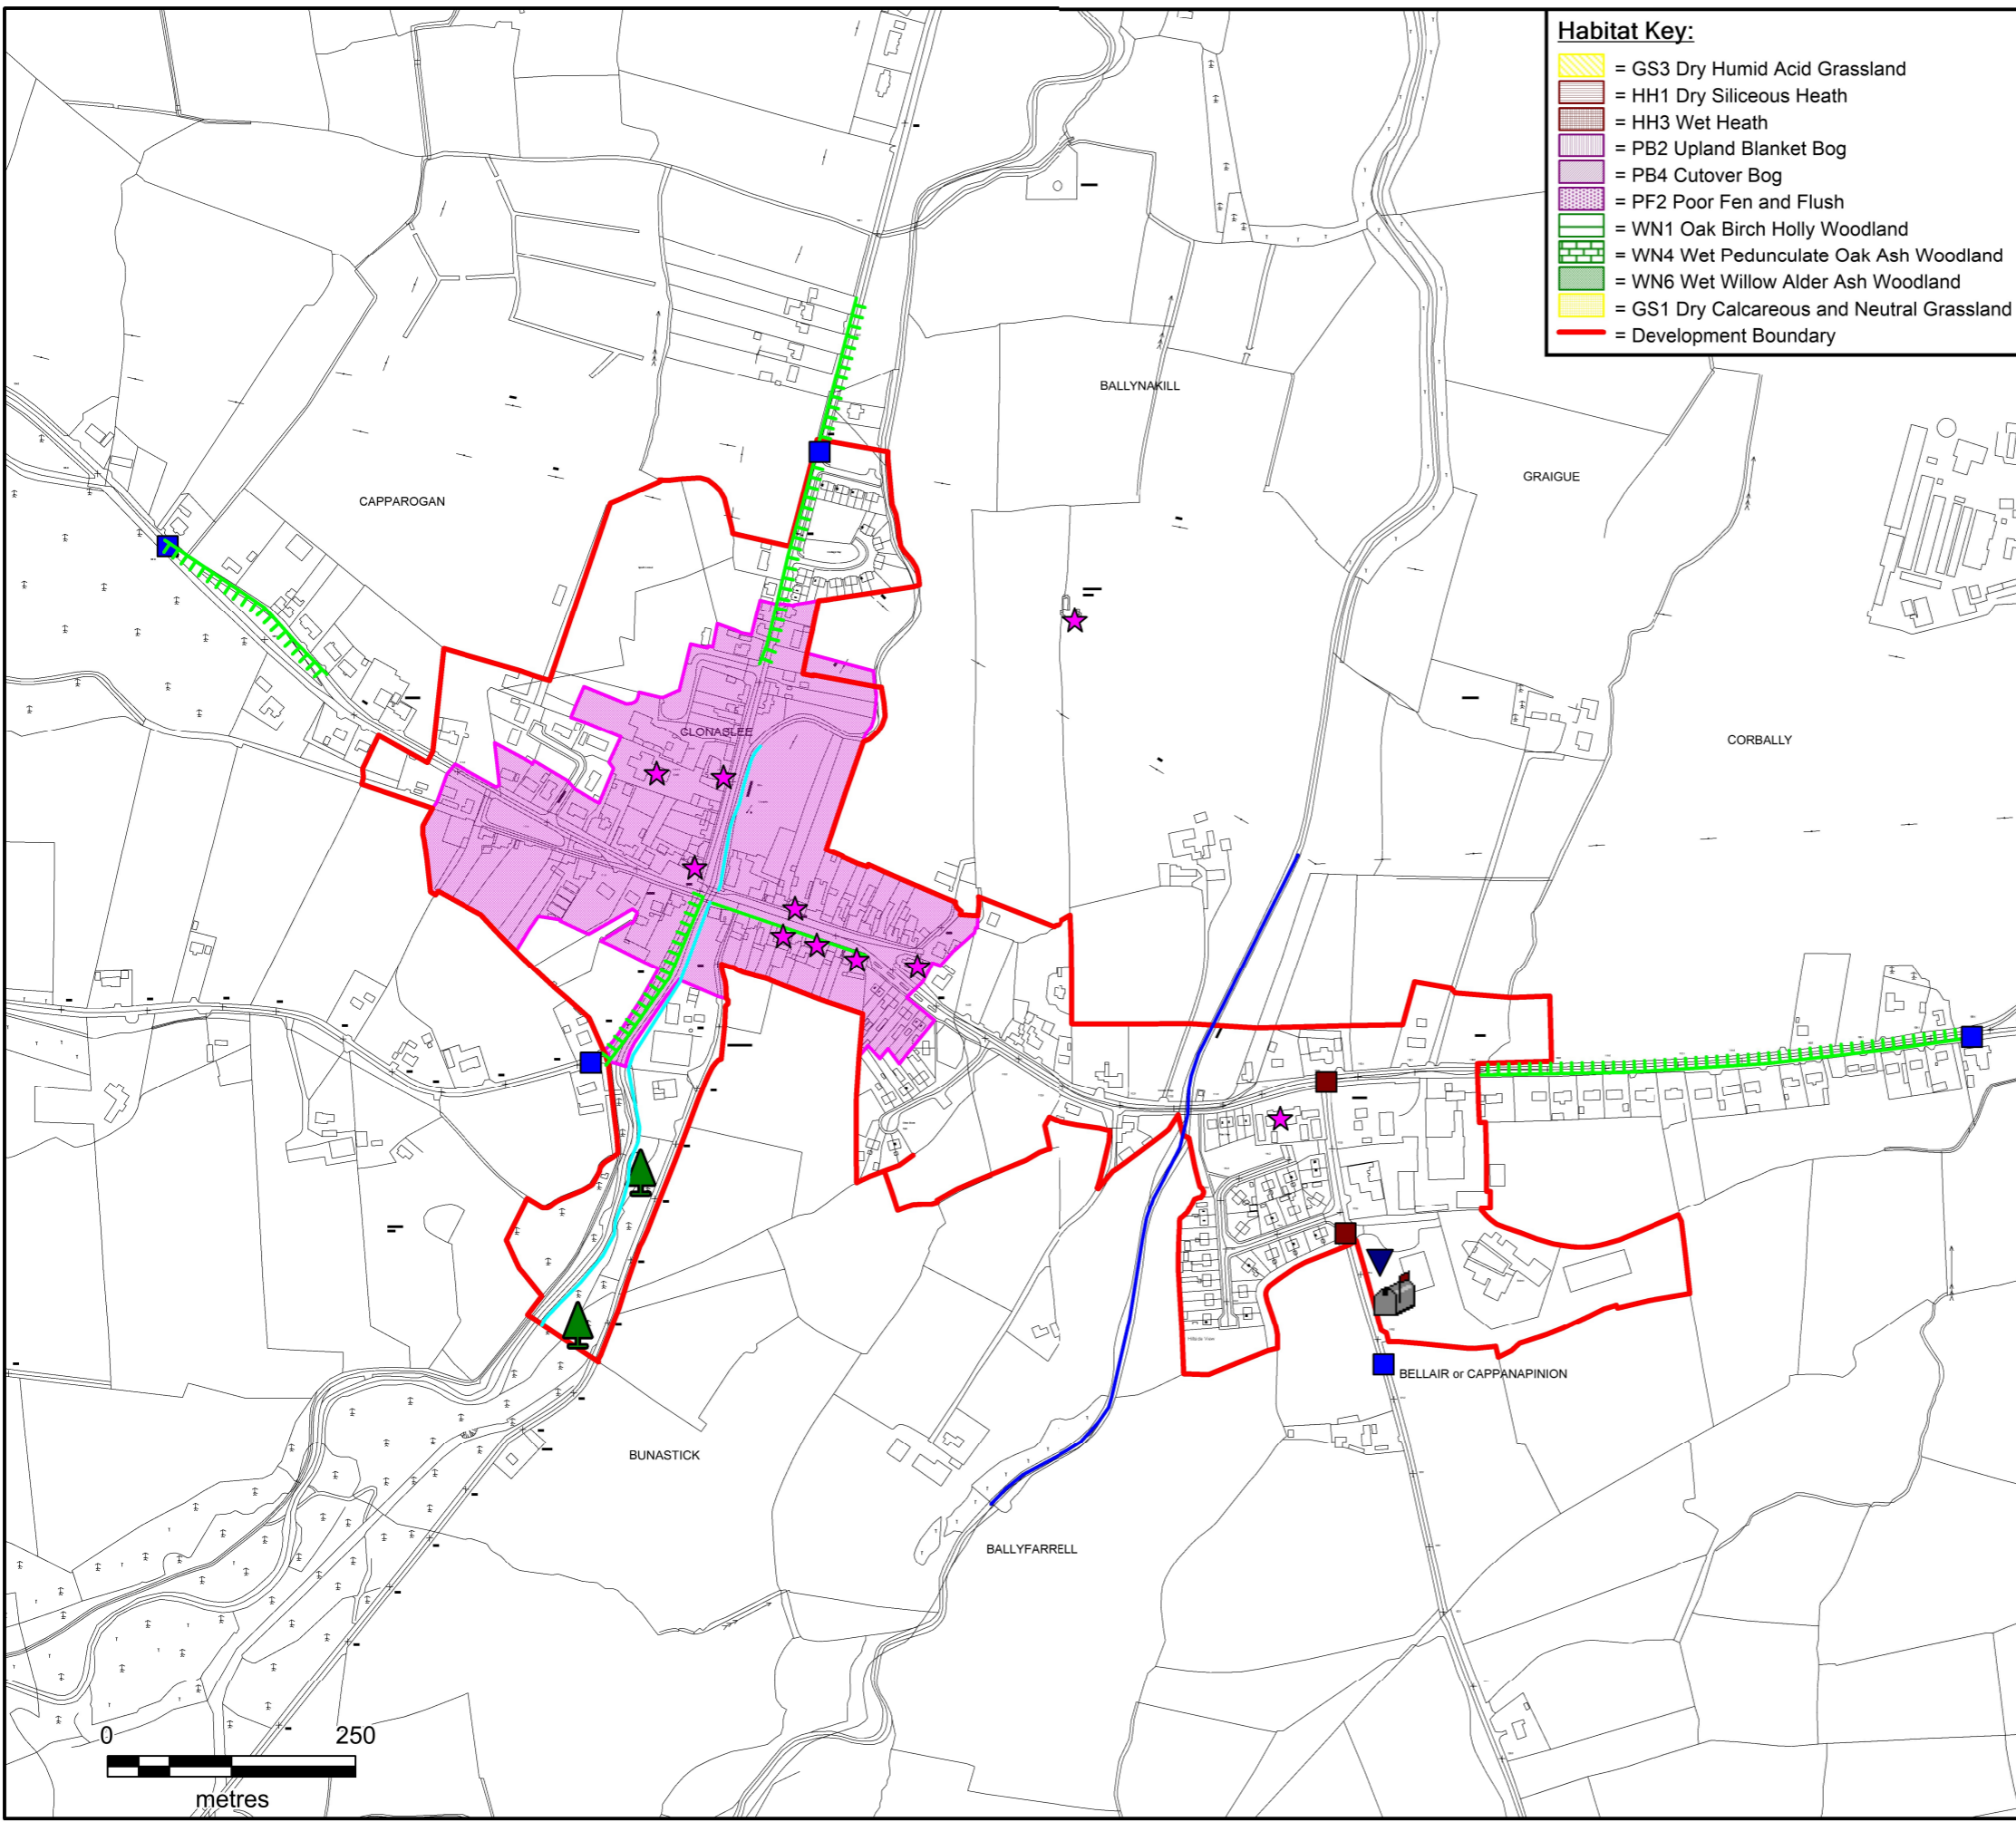 Habitat Key:
= GS3 Dry Humid Acid Grassland
= HH1 Dry Siliceous Heath
= HH3 Wet Heath
= PB2 Upland Blanket Bog
= PB4 Cutover Bog
= PF2 Poor Fen and Flush
= WN1 Oak Birch Holly Woodland
= WN4 Wet Pedunculate Oak Ash Woodland
= WN6 Wet Willow Alder Ash Woodland
= GS1 Dry Calcareous and Neutral Grassland
= Development Boundary
BALLYNAKILL
GRAIGUE
CAPPAROGAN
CLONASLEE
CORBALLY
Hillside View
BELLAIR or CAPPANAPINION
BUNASTICK
BALLYFARRELL
0 250
metres